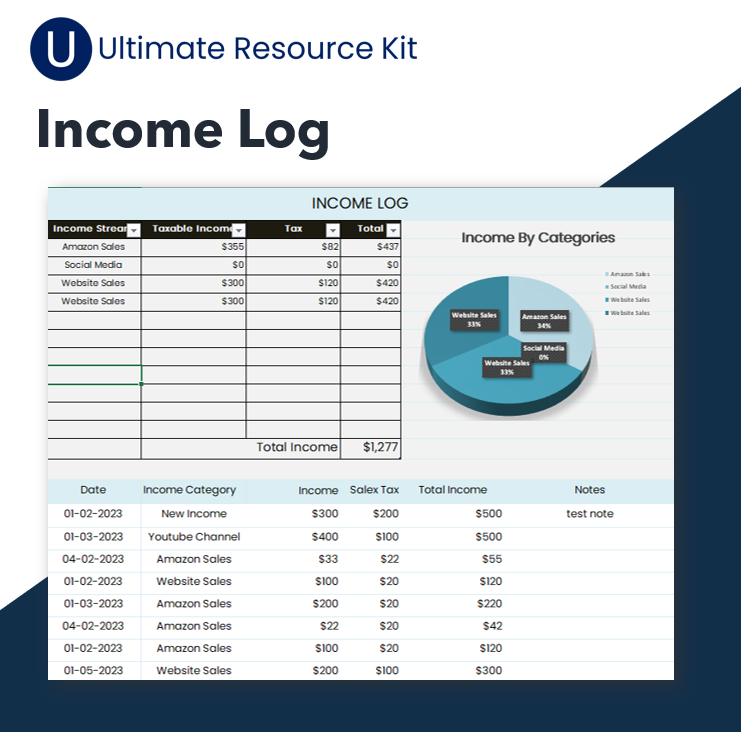 U Ultimate Resource Kit
Income Log
INCOME LOG
Income Strear Taxable Income Tax Total
Amazon Sales $355 $82 $437
Social Media $0 $0 $0
Website Sales $300 $120 $420
Website Sales $300 $120 $420
Total Income $1,277
Income By Categories
Amazon Sales
Social Media
Website Sales
Website Sales
Website Sales
33%
Amazon Sales
34%
Social Media
0%
Website Sales
33%
Date Income Category Income Salex Tax Total Income Notes
01-02-2023 New Income $300 $200 $500 test note
01-03-2023 Youtube Channel $400 $100 $500
04-02-2023 Amazon Sales $33 $22 $55
01-02-2023 Website Sales $100 $20 $120
01-03-2023 Amazon Sales $200 $20 $220
04-02-2023 Amazon Sales $22 $20 $42
01-02-2023 Amazon Sales $100 $20 $120
01-05-2023 Website Sales $200 $100 $300